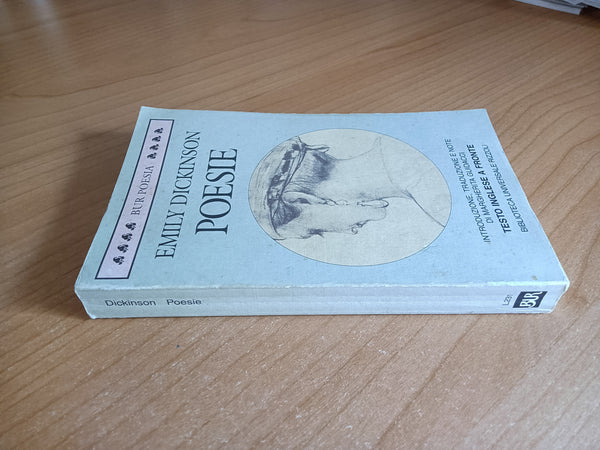 BUR POESIA
EMILY DICKINSON
POESIE
INTRODUZIONE, TRADUZIONE E NOTE
DI MARGHERITA GUIDACCI
TESTO INGLESE A FRONTE
BIBLIOTECA UNIVERSALE RIZZOLI
Dickinson Poesie
BUR